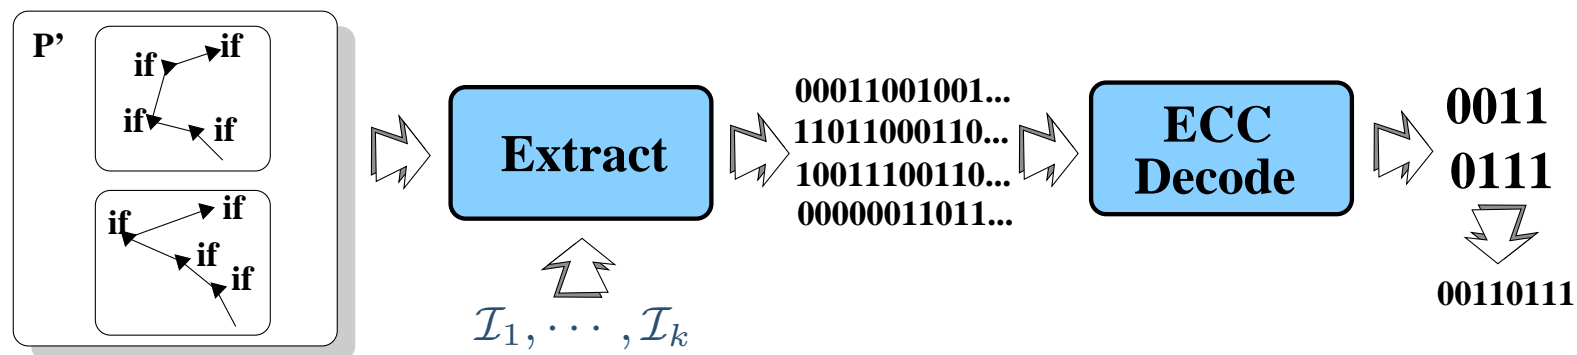 P’
if
if
if
if
if
if
if
if
Extract
I₁, ⋯ , Iₖ
00011001001...
11011000110...
10011100110...
00000011011...
ECC
Decode
0011
0111
00110111